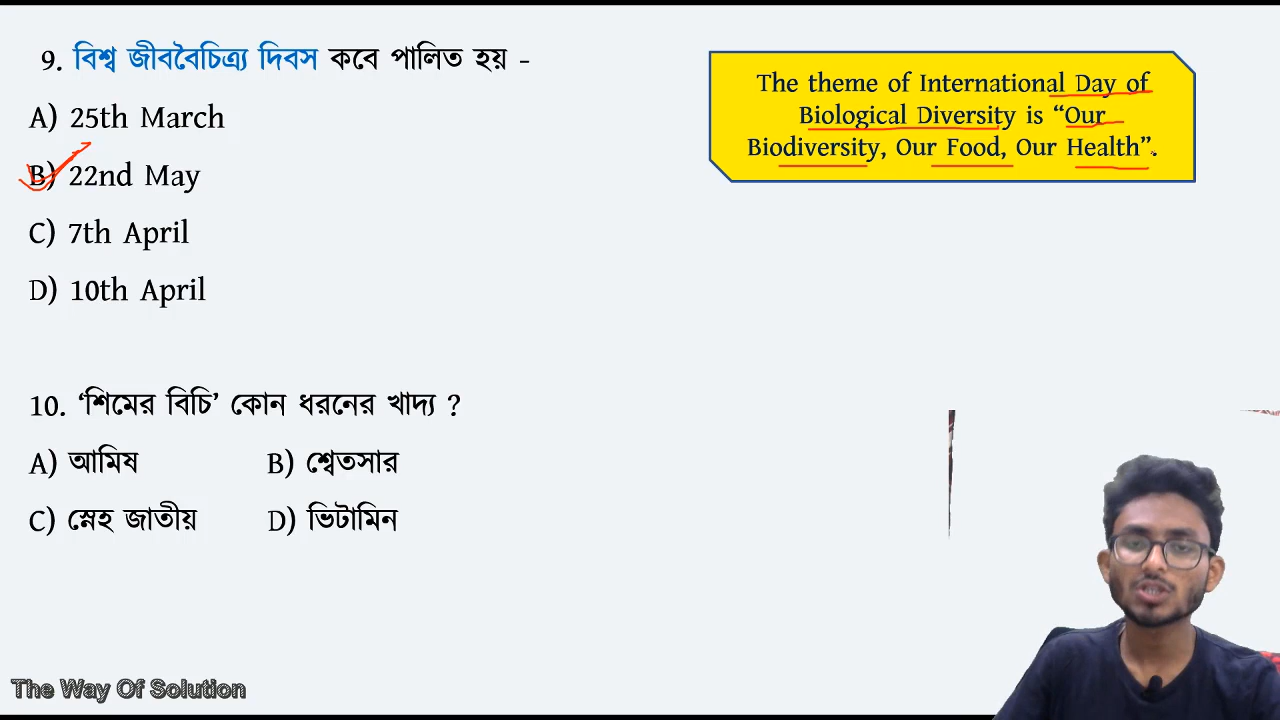 9. বিশ্ব জীববৈচিত্র্য দিবস কবে পালিত হয় -
A) 25th March
B) 22nd May
C) 7th April
D) 10th April
The theme of International Day of
Biological Diversity is “Our
Biodiversity, Our Food, Our Health”.
10. ‘শিমের বিচি’ কোন ধরনের খাদ্য ?
A) আমিষ B) শ্বেতসার
C) স্নেহ জাতীয় D) ভিটামিন
The Way Of Solution